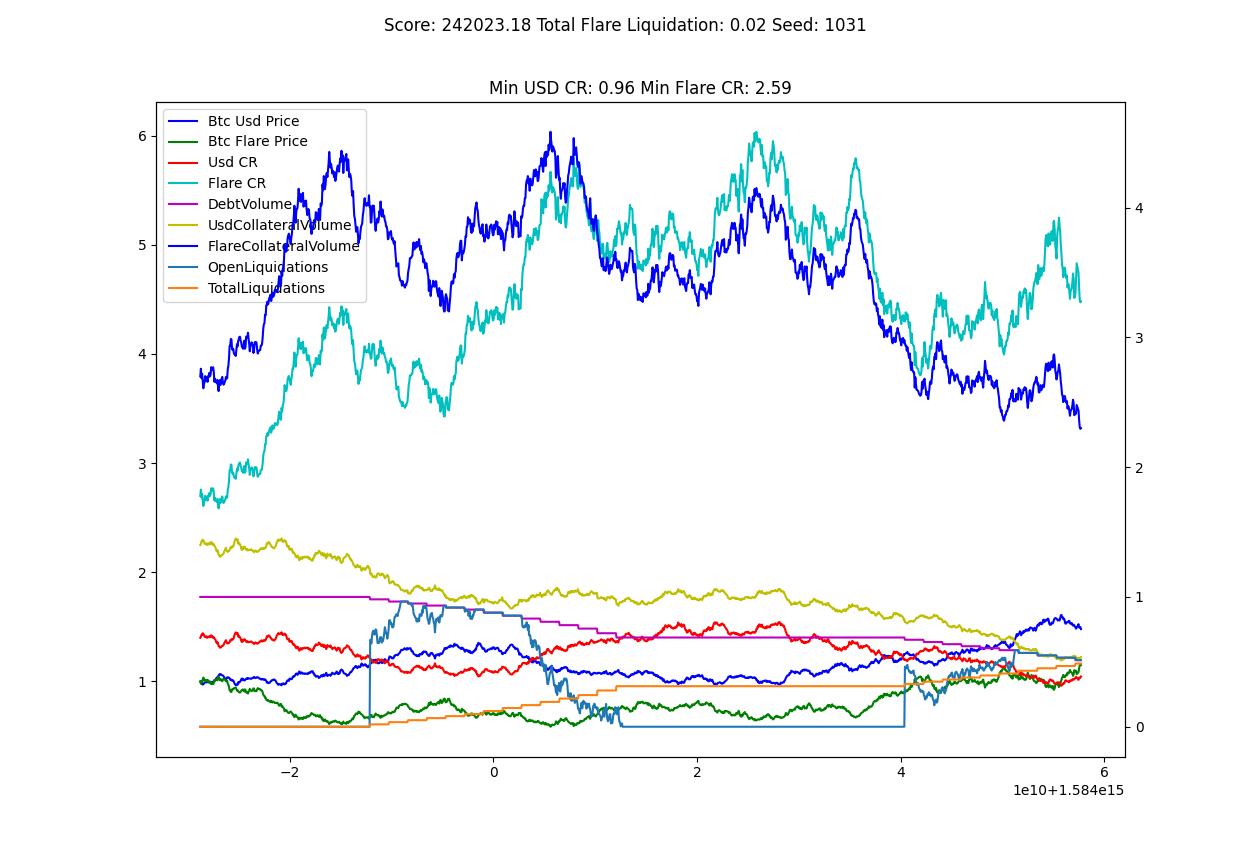 Score: 242023.18 Total Flare Liquidation: 0.02 Seed: 1031
Min USD CR: 0.96 Min Flare CR: 2.59
Btc Usd Price
Btc Flare Price
Usd CR
Flare CR
DebtVolume
UsdCollateralVolume
FlareCollateralVolume
OpenLiquidations
TotalLiquidations
6
5
4
3
2
1
4
3
2
1
0
−2
0
2
4
6
1e10+1.584e15